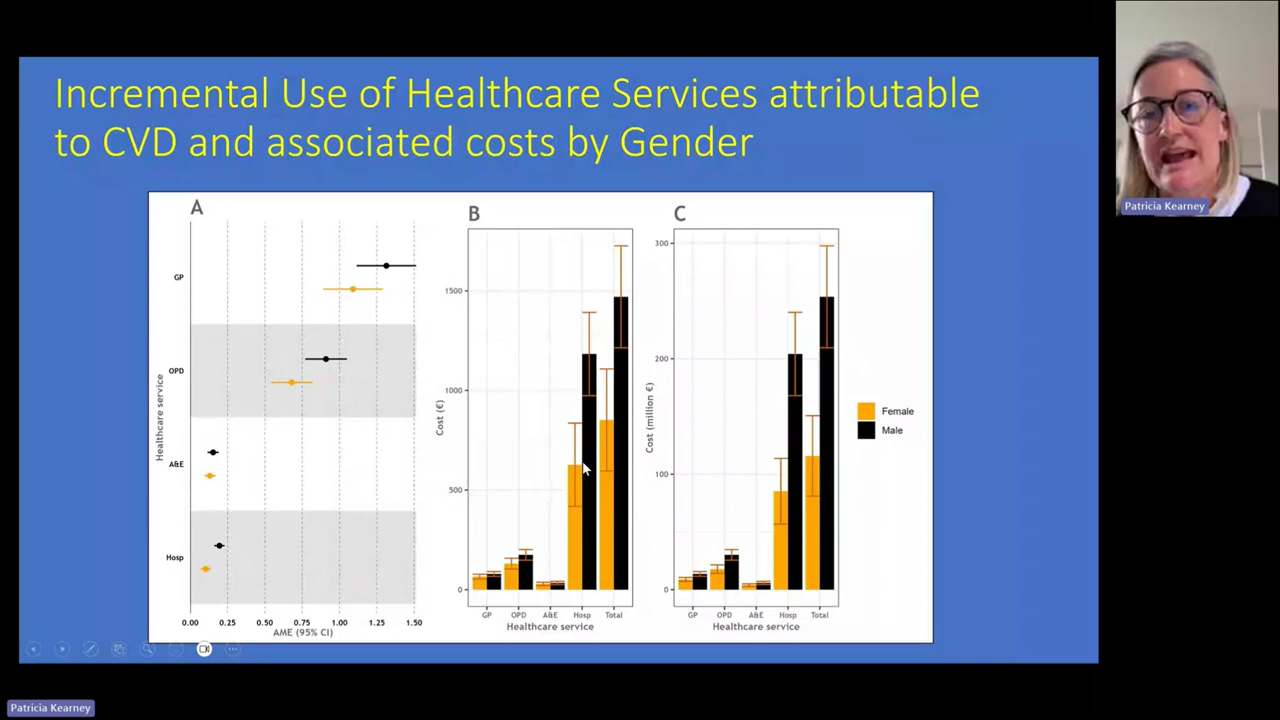 Incremental Use of Healthcare Services attributable
to CVD and associated costs by Gender
A
GP
OPD
A&E
Hosp
Healthcare service
0.00 0.25 0.50 0.75 1.00 1.25 1.50
AME (95% CI)
B
1500
1000
500
0
Cost (€)
GP OPD A&E Hosp Total
Healthcare service
C
300
200
100
0
Cost (million €)
GP OPD A&E Hosp Total
Healthcare service
Female
Male
Patricia Kearney
Patricia Kearney